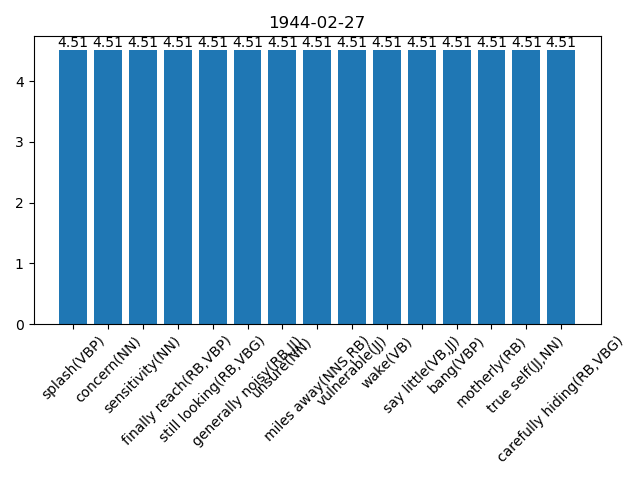 1944-02-27
4.51 4.51 4.51 4.51 4.51 4.51 4.51 4.51 4.51 4.51 4.51 4.51 4.51 4.51 4.51
4
3
2
1
0
splash(VBP)
concern(NN)
sensitivity(NN)
finally reach(RB,VBP)
still looking(RB,VBG)
generally noisy(RB,JJ)
unsure(NN)
miles away(NNS,RB)
vulnerable(JJ)
wake(VB)
say little(VB,JJ)
bang(VBP)
motherly(RB)
true self(JJ,NN)
carefully hiding(RB,VBG)